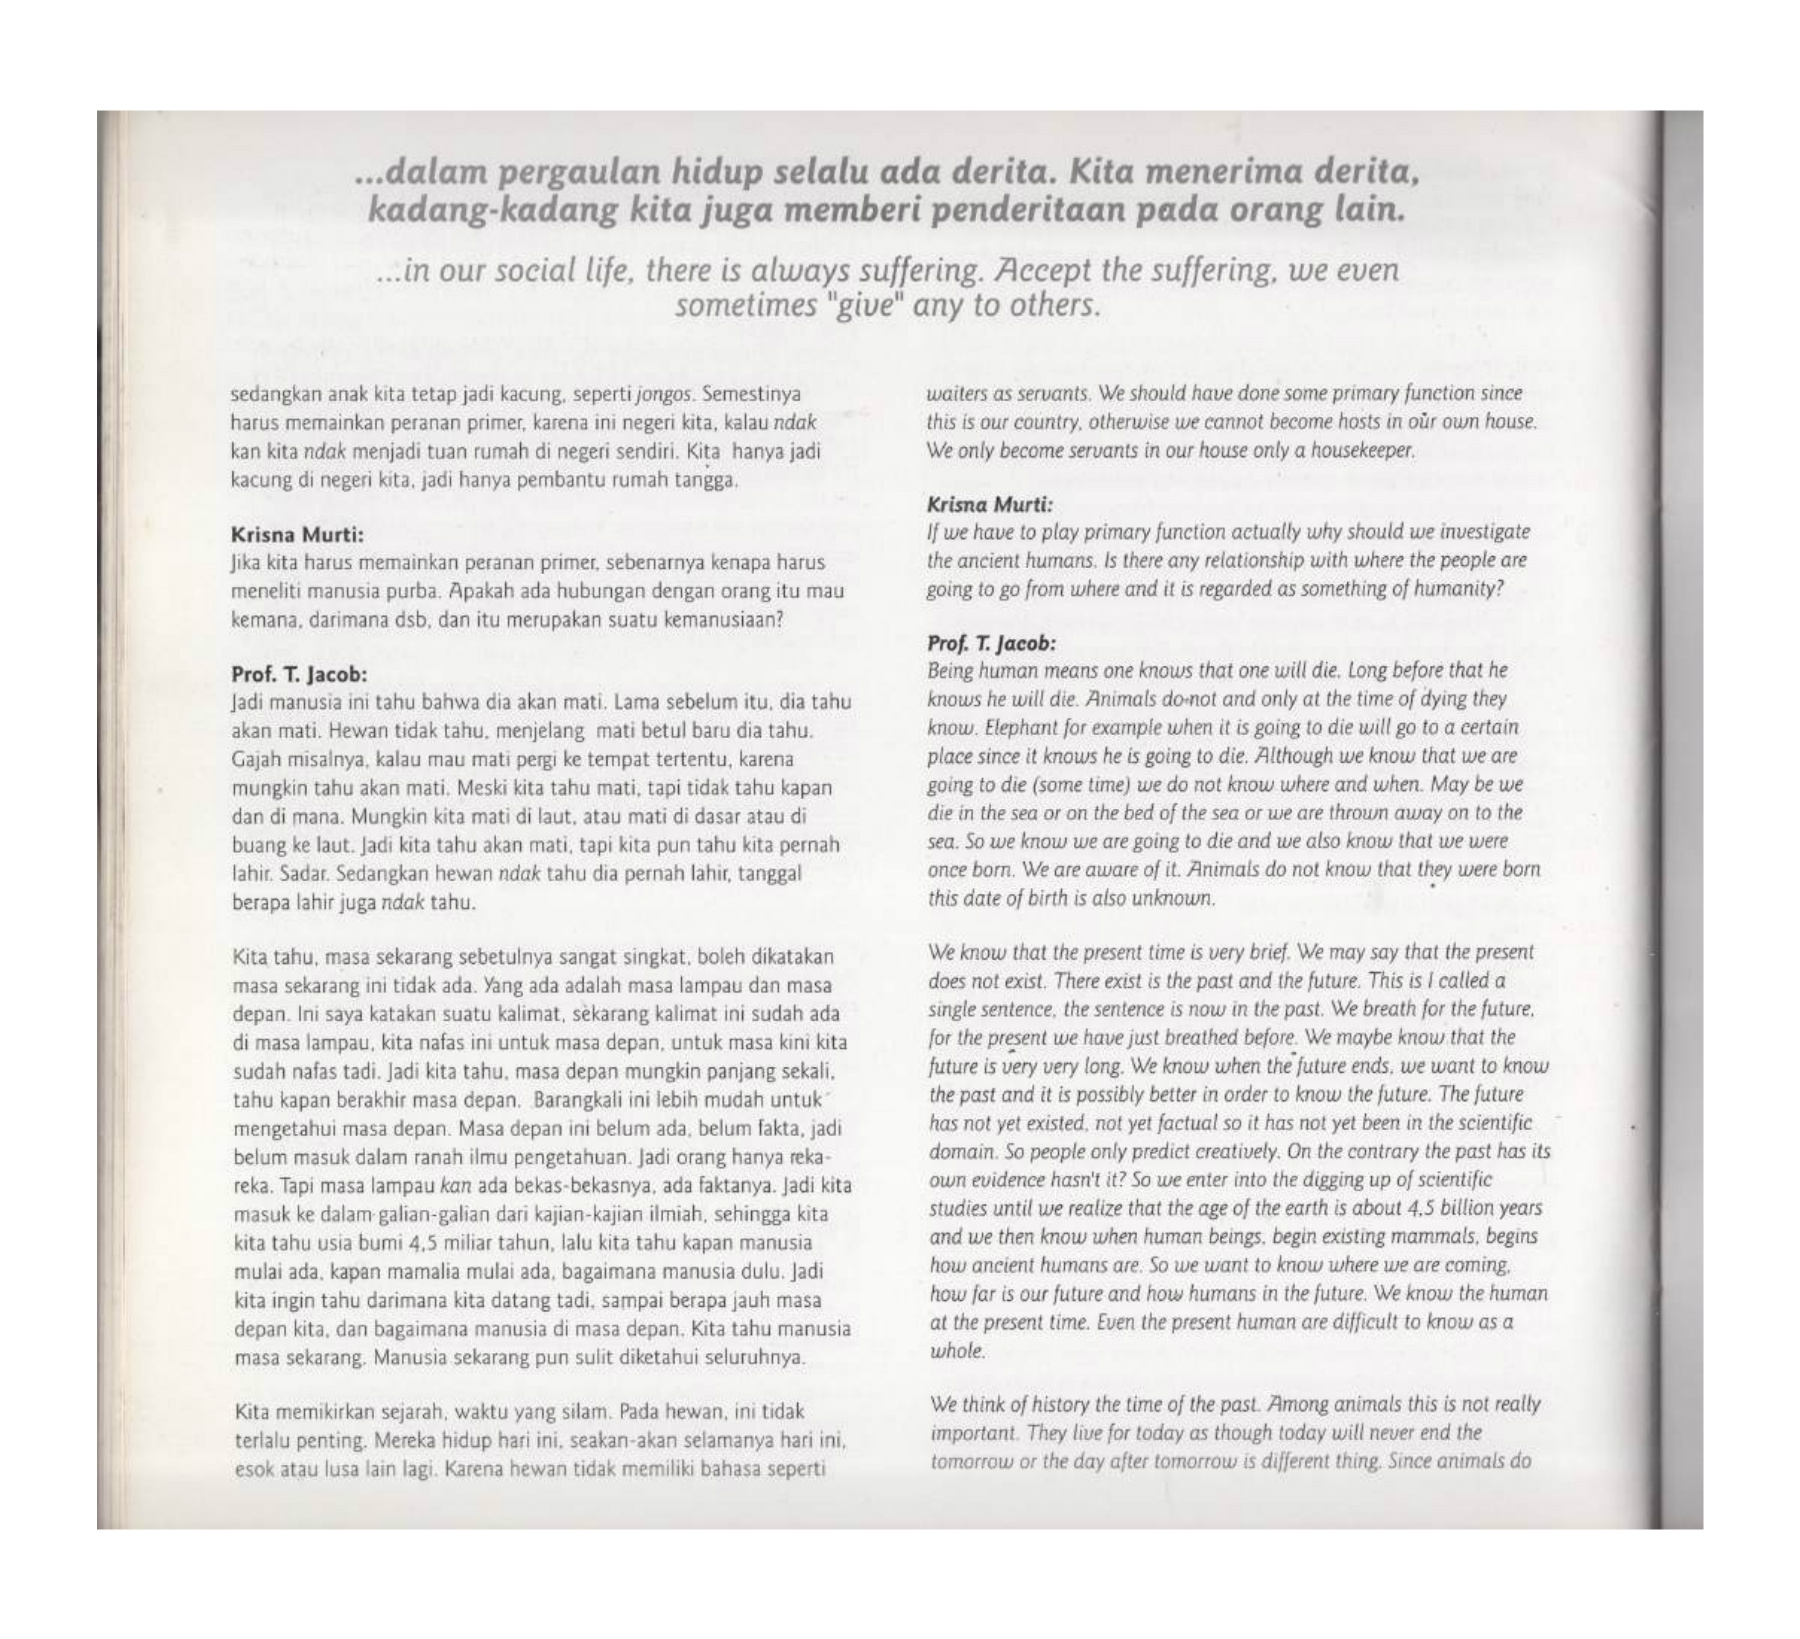 ...dalam pergaulan hidup selalu ada derita. Kita menerima derita,
kadang-kadang kita juga memberi penderitaan pada orang lain.
...in our social life, there is always suffering. Accept the suffering, we even
sometimes "give" any to others.
sedangkan anak kita tetap jadi kacung, seperti jongos. Semestinya
harus memainkan peranan primer, karena ini negeri kita, kalau ndak
kan kita ndak menjadi tuan rumah di negeri sendiri. Kita hanya jadi
kacung di negeri kita, jadi hanya pembantu rumah tangga.
Krisna Murti:
Jika kita harus memainkan peranan primer, sebenarnya kenapa harus
meneliti manusia purba. Apakah ada hubungan dengan orang itu mau
kemana, darimana dsb, dan itu merupakan suatu kemanusiaan?
Prof. T. Jacob:
Jadi manusia ini tahu bahwa dia akan mati. Lama sebelum itu, dia tahu
akan mati. Hewan tidak tahu, menjelang mati betul baru dia tahu.
Gajah misalnya, kalau mau mati pergi ke tempat tertentu, karena
mungkin tahu akan mati. Meski kita tahu mati, tapi tidak tahu kapan
dan di mana. Mungkin kita mati di laut, atau mati di dasar atau di
buang ke laut. Jadi kita tahu akan mati, tapi kita pun tahu kita pernah
lahir. Sadar. Sedangkan hewan ndak tahu dia pernah lahir, tanggal
berapa lahir juga ndak tahu.
Kita tahu, masa sekarang sebetulnya sangat singkat, boleh dikatakan
masa sekarang ini tidak ada. Yang ada adalah masa lampau dan masa
depan. Ini saya katakan suatu kalimat, sekarang kalimat ini sudah ada
di masa lampau, kita nafas ini untuk masa depan, untuk masa kini kita
sudah nafas tadi. Jadi kita tahu, masa depan mungkin panjang sekali,
tahu kapan berakhir masa depan. Barangkali ini lebih mudah untuk
mengetahui masa depan. Masa depan ini belum ada, belum fakta, jadi
belum masuk dalam ranah ilmu pengetahuan. Jadi orang hanya reka-
reka. Tapi masa lampau kan ada bekas-bekasnya, ada faktanya. Jadi kita
masuk ke dalam galian-galian dari kajian-kajian ilmiah, sehingga kita
kita tahu usia bumi 4,5 miliar tahun, lalu kita tahu kapan manusia
mulai ada, kapan mamalia mulai ada, bagaimana manusia dulu. Jadi
kita ingin tahu darimana kita datang tadi, sampai berapa jauh masa
depan kita, dan bagaimana manusia di masa depan. Kita tahu manusia
masa sekarang. Manusia sekarang pun sulit diketahui seluruhnya.
Kita memikirkan sejarah, waktu yang silam. Pada hewan, ini tidak
terlalu penting. Mereka hidup hari ini, seakan-akan selamanya hari ini,
esok atau lusa lain lagi. Karena hewan tidak memiliki bahasa seperti
waiters as servants. We should have done some primary function since
this is our country, otherwise we cannot become hosts in our own house.
We only become servants in our house only a housekeeper.
Krisna Murti:
If we have to play primary function actually why should we investigate
the ancient humans. Is there any relationship with where the people are
going to go from where and it is regarded as something of humanity?
Prof. T. Jacob:
Being human means one knows that one will die. Long before that he
knows he will die. Animals do not and only at the time of dying they
know. Elephant for example when it is going to die will go to a certain
place since it knows he is going to die. Although we know that we are
going to die (some time) we do not know where and when. May be we
die in the sea or on the bed of the sea or we are thrown away on to the
sea. So we know we are going to die and we also know that we were
once born. We are aware of it. Animals do not know that they were born
this date of birth is also unknown.
We know that the present time is very brief. We may say that the present
does not exist. There exist is the past and the future. This is I called a
single sentence, the sentence is now in the past. We breath for the future,
for the present we have just breathed before. We maybe know that the
future is very very long. We know when the future ends, we want to know
the past and it is possibly better in order to know the future. The future
has not yet existed, not yet factual so it has not yet been in the scientific
domain. So people only predict creatively. On the contrary the past has its
own evidence hasn't it? So we enter into the digging up of scientific
studies until we realize that the age of the earth is about 4,5 billion years
and we then know when human beings, begin existing mammals, begins
how ancient humans are. So we want to know where we are coming,
how far is our future and how humans in the future. We know the human
at the present time. Even the present human are difficult to know as a
whole.
We think of history the time of the past. Among animals this is not really
important. They live for today as though today will never end the
tomorrow or the day after tomorrow is different thing. Since animals do